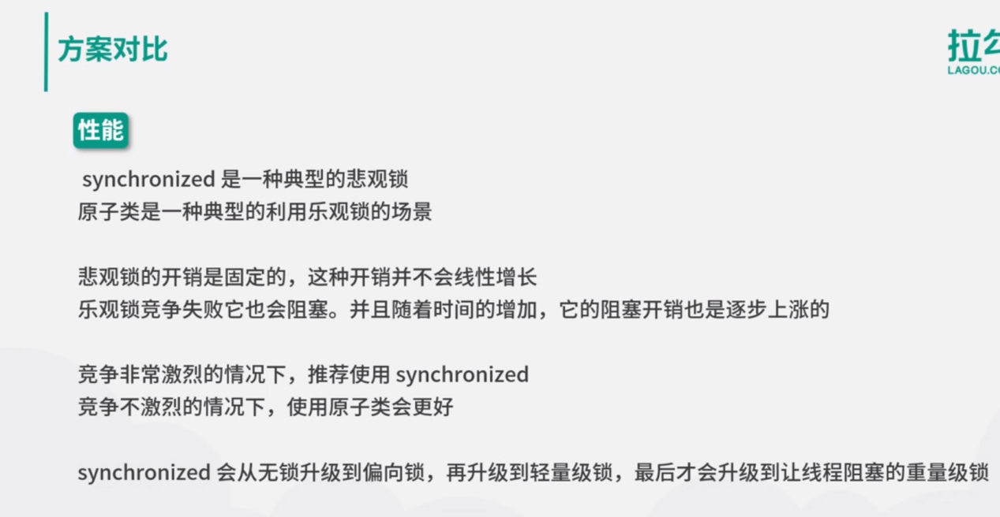 方案对比
拉勾
LAGOU.CO
性能
synchronized 是一种典型的悲观锁
原子类是一种典型的利用乐观锁的场景
悲观锁的开销是固定的，这种开销并不会线性增长
乐观锁竞争失败它也会阻塞。并且随着时间的增加，它的阻塞开销也是逐步上涨的
竞争非常激烈的情况下，推荐使用 synchronized
竞争不激烈的情况下，使用原子类会更好
synchronized 会从无锁升级到偏向锁，再升级到轻量级锁，最后才会升级到让线程阻塞的重量级锁